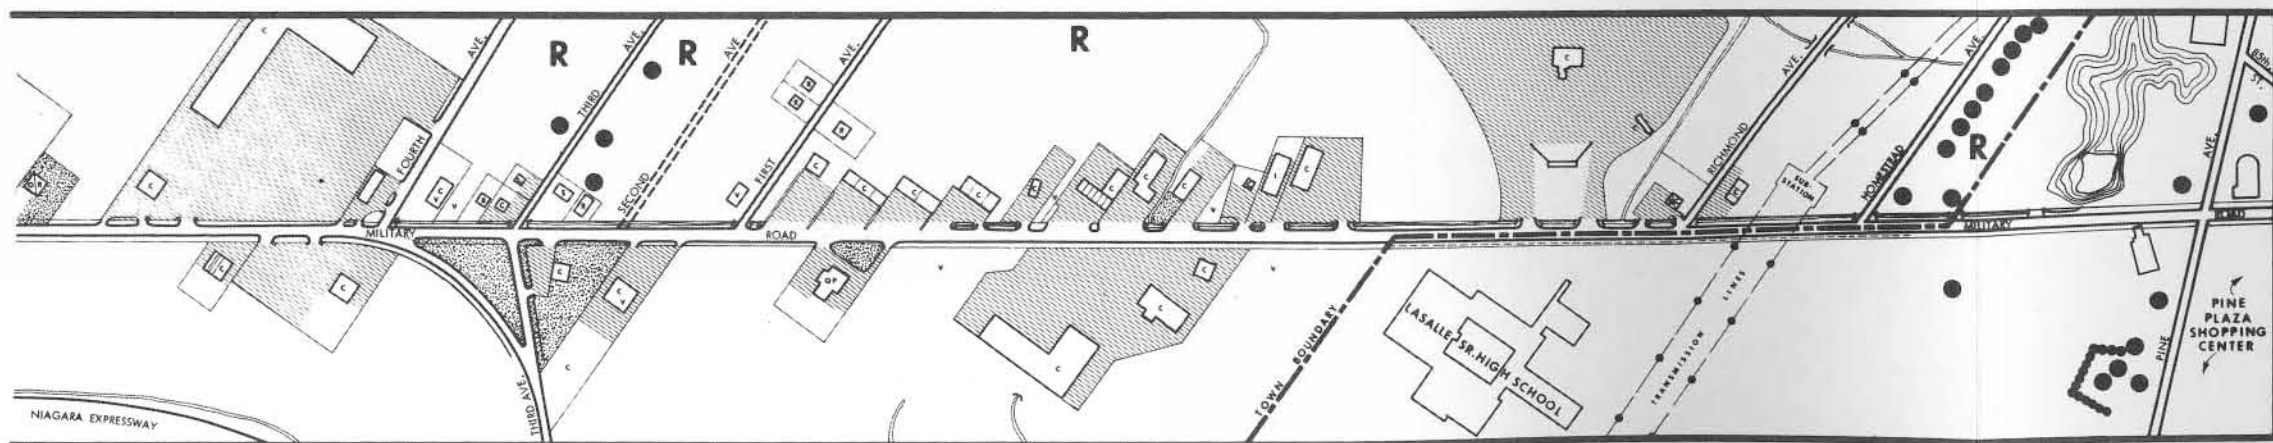 C
AVE.
R
AVE.
R
AVE.
AVE.
R
C
AVE.
AVE.
85th
ST.
THIRD
FOURTH
SECOND
FIRST
RICHMOND
SUB-
STATION
HOMESTEAD
R
AVE.
C
C
C
C
C
C
C
MILITARY
ROAD
MILITARY
ROAD
C
C
C
C
V
OP
V
C
V
C
C
C
TOWN BOUNDARY
LASALLE SR. HIGH SCHOOL
TRANSMISSION LINES
PINE
PINE
PLAZA
SHOPPING
CENTER
THIRD AVE.
NIAGARA EXPRESSWAY